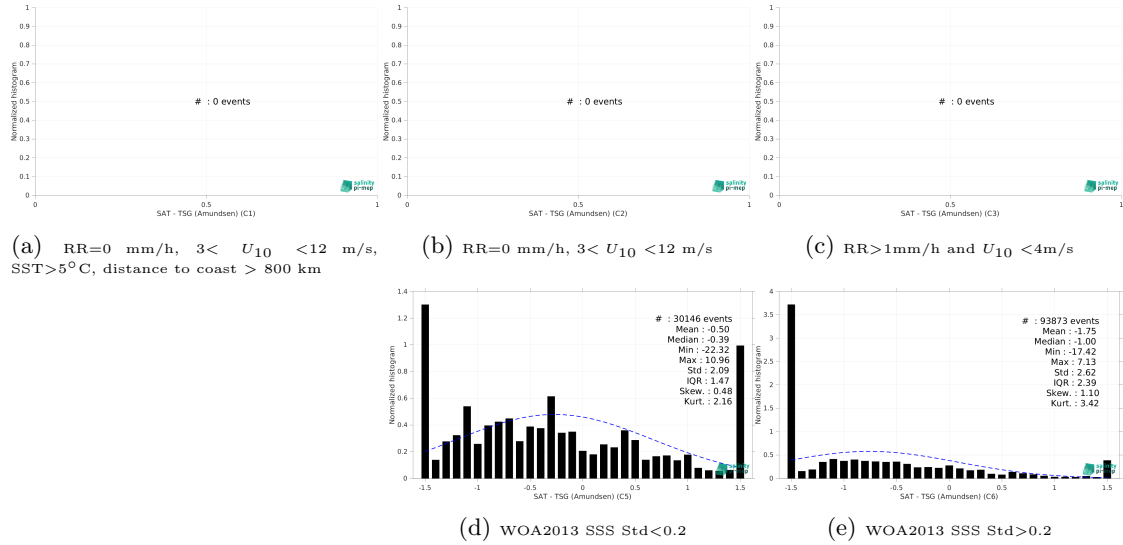 1
0.9
0.8
0.7
0.6
0.5
0.4
0.3
0.2
0.1
0
Normalized histogram
# : 0 events
0 0.5 1
SAT - TSG (Amundsen) (C1)
salinity
pi-mep
(a) RR=0 mm/h, 3< U10 <12 m/s,
SST>5°C, distance to coast > 800 km
1
0.9
0.8
0.7
0.6
0.5
0.4
0.3
0.2
0.1
0
Normalized histogram
# : 0 events
0 0.5 1
SAT - TSG (Amundsen) (C2)
salinity
pi-mep
(b) RR=0 mm/h, 3< U10 <12 m/s
1
0.9
0.8
0.7
0.6
0.5
0.4
0.3
0.2
0.1
0
Normalized histogram
# : 0 events
0 0.5 1
SAT - TSG (Amundsen) (C3)
salinity
pi-mep
(c) RR>1mm/h and U10 <4m/s
1.4
1.2
1
0.8
0.6
0.4
0.2
0
Normalized histogram
# : 30146 events
Mean : -0.50
Median : -0.39
Min : -22.32
Max : 10.96
Std : 2.09
IQR : 1.47
Skew. : 0.48
Kurt. : 2.16
-1.5 -1 -0.5 0 0.5 1 1.5
SAT - TSG (Amundsen) (C5)
salinity
pi-mep
(d) WOA2013 SSS Std<0.2
4
3.5
3
2.5
2
1.5
1
0.5
0
Normalized histogram
# : 93873 events
Mean : -1.75
Median : -1.00
Min : -17.42
Max : 7.13
Std : 2.62
IQR : 2.39
Skew. : 1.10
Kurt. : 3.42
-1.5 -1 -0.5 0 0.5 1 1.5
SAT - TSG (Amundsen) (C6)
salinity
pi-mep
(e) WOA2013 SSS Std>0.2